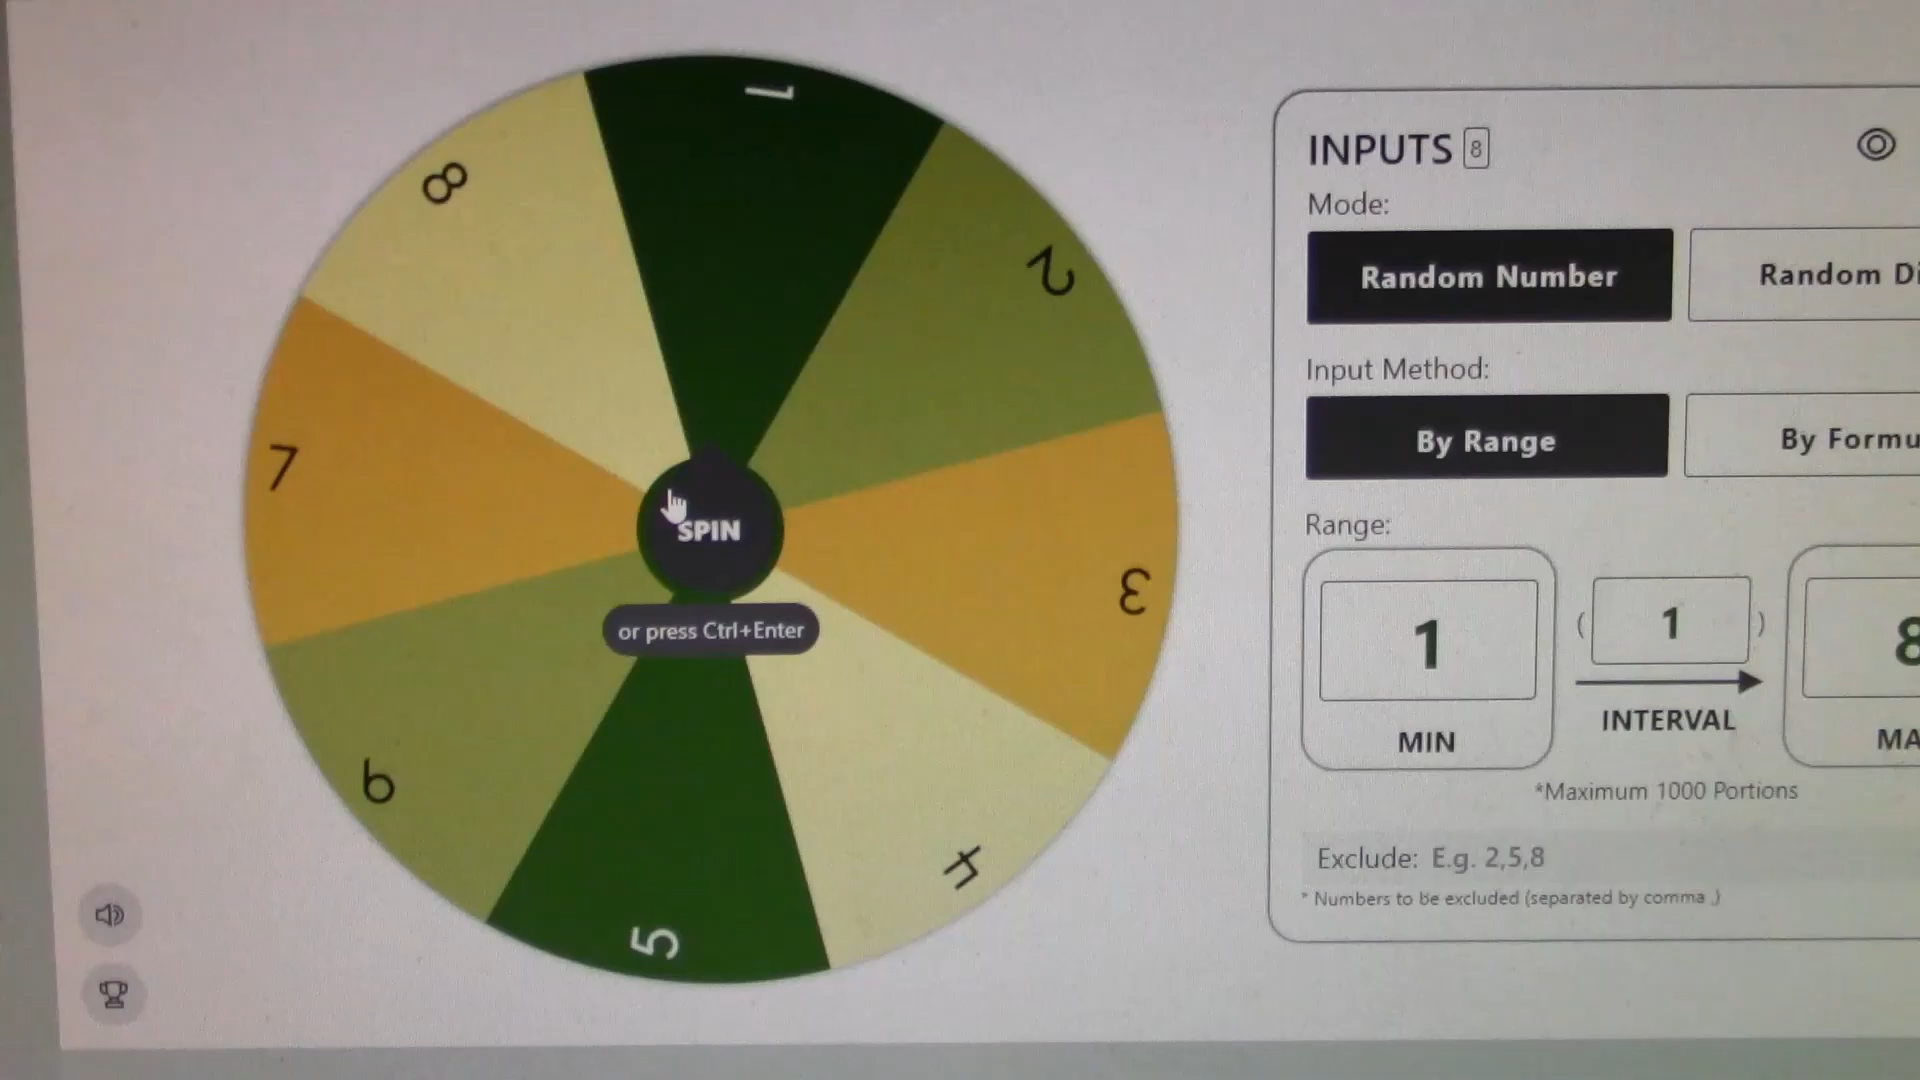 1
2
3
4
5
6
7
8
SPIN
or press Ctrl+Enter
INPUTS 8
Mode:
Random Number Random Di
Input Method:
By Range By Formu
Range:
1 ( 1 ) 8
MIN INTERVAL MA
*Maximum 1000 Portions
Exclude: E.g. 2,5,8
* Numbers to be excluded (separated by comma ,)